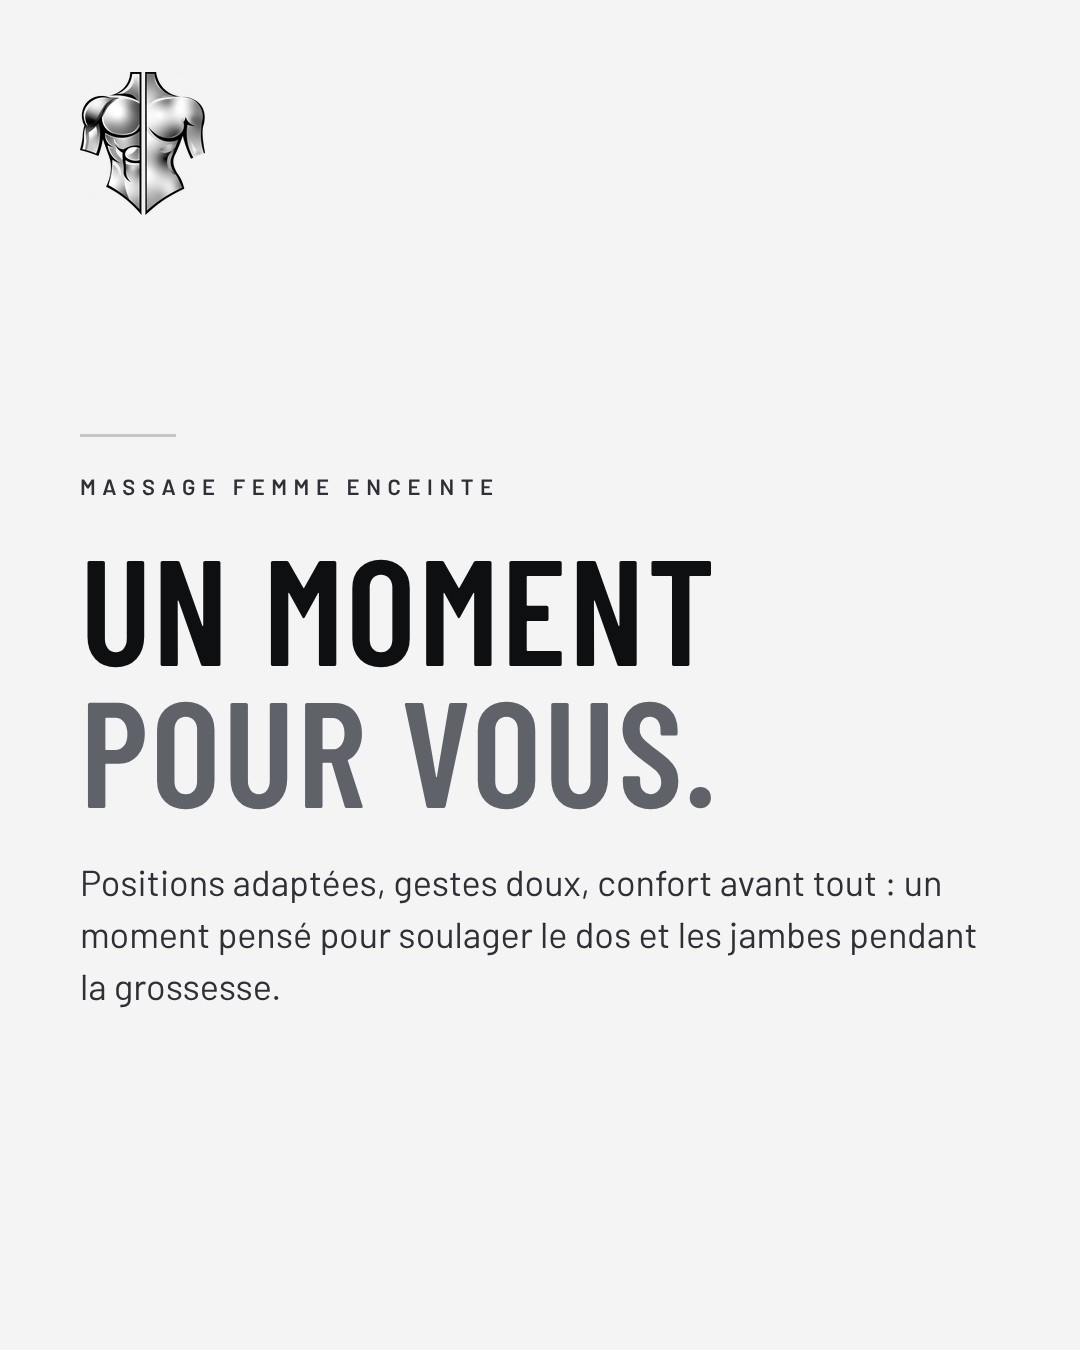 MASSAGE FEMME ENCEINTE
UN MOMENT
POUR VOUS.
Positions adaptées, gestes doux, confort avant tout : un
moment pensé pour soulager le dos et les jambes pendant
la grossesse.